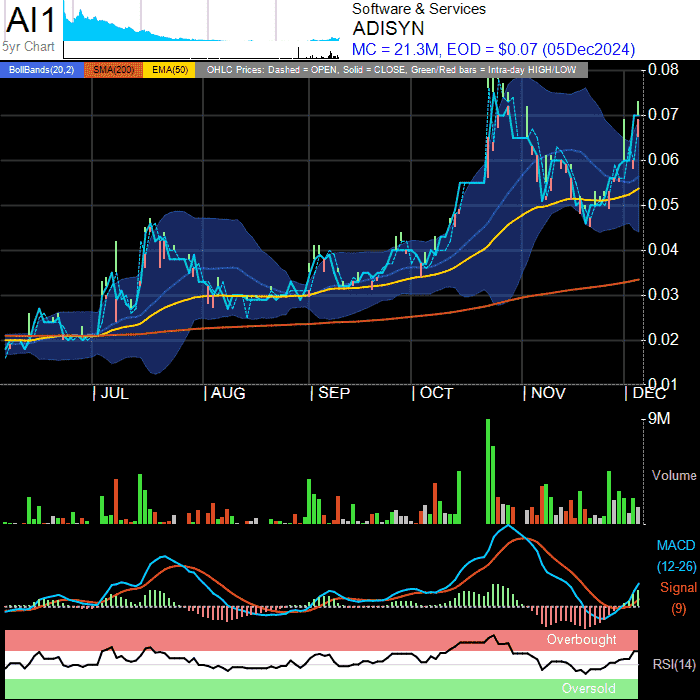 AI1
5yr Chart
Software & Services
ADISYN
MC = 21.3M, EOD = $0.07 (05Dec2024)
BollBands(20,2) SMA(200) EMA(50) OHLC Prices: Dashed = OPEN, Solid = CLOSE, Green/Red bars = Intra-day HIGH/LOW
0.08
0.07
0.06
0.05
0.04
0.03
0.02
0.01
| JUL | AUG | SEP | OCT | NOV | DEC
9M
Volume
MACD
(12-26)
Signal
(9)
Overbought
RSI(14)
Oversold